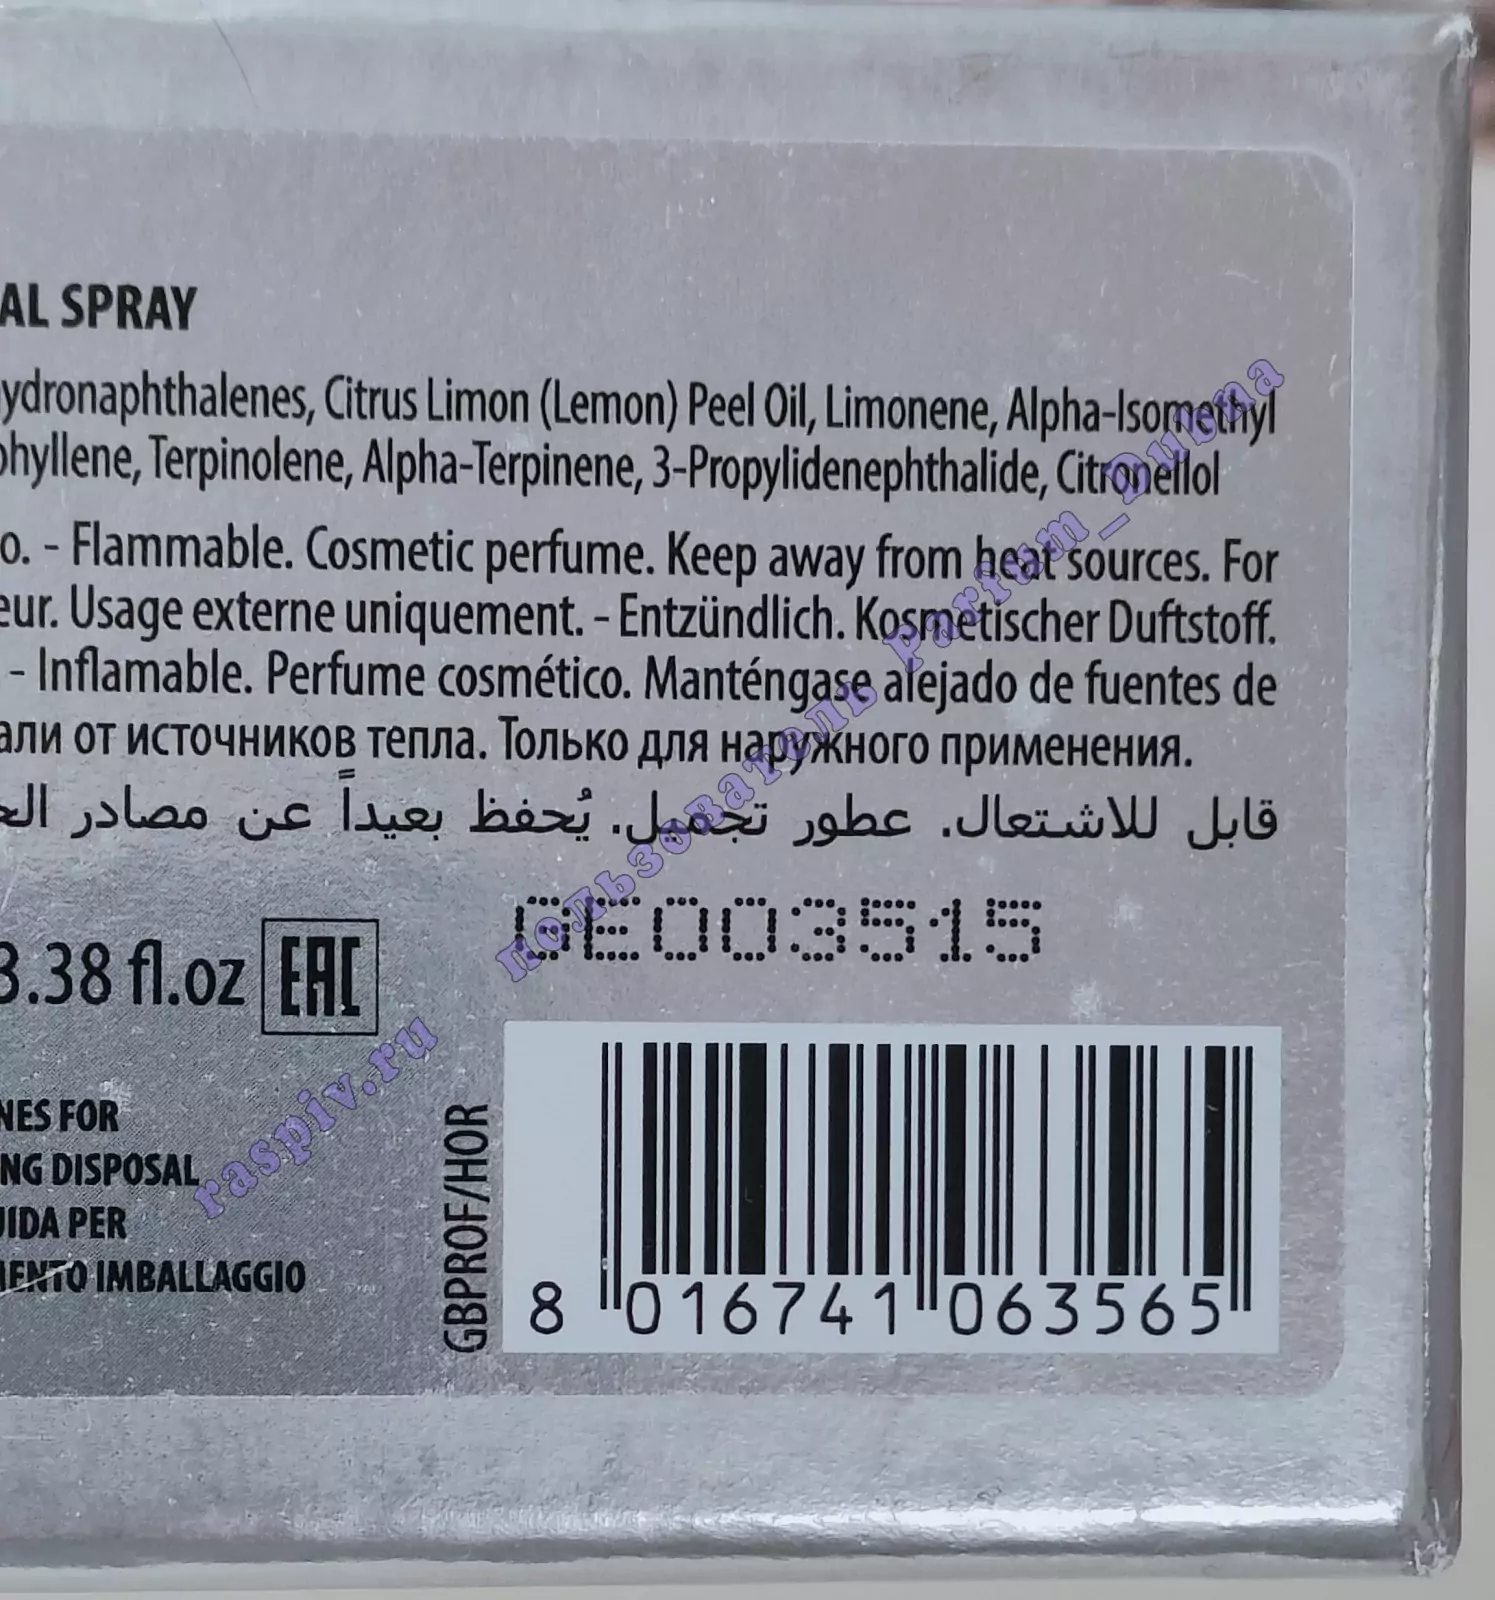 AL SPRAY
ydronaphthalenes, Citrus Limon (Lemon) Peel Oil, Limonene, Alpha-Isomethyl
phyllene, Terpinolene, Alpha-Terpinene, 3-Propylidenephthalide, Citronellol
o. - Flammable. Cosmetic perfume. Keep away from heat sources. For
eur. Usage externe uniquement. - Entzündlich. Kosmetischer Duftstoff.
- Inflamable. Perfume cosmético. Manténgase alejado de fuentes de
али от источников тепла. Только для наружного применения.
قابل للاشتعال. عطور تجميل. يُحفظ بعيداً عن مصادر الح
3.38 fl.oz EAC
003515
NES FOR
NG DISPOSAL
UIDA PER
MENTO IMBALLAGGIO
GBPROF/HOR
8 016741 063565
пользователь Parfum_Dubna
raspiv.ru